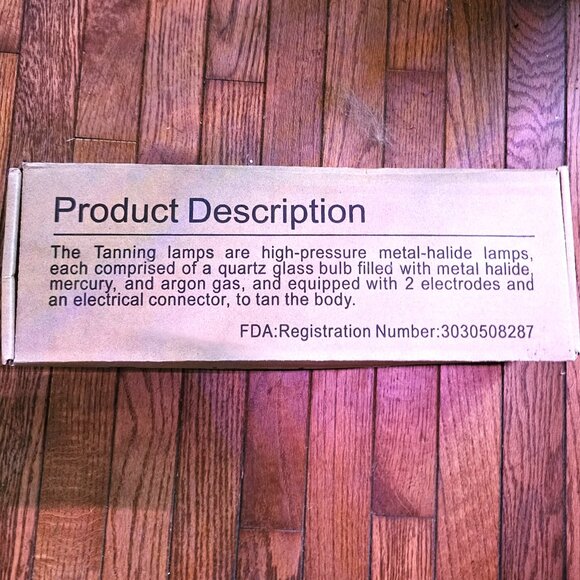 Product Description
The Tanning lamps are high-pressure metal-halide lamps,
each comprised of a quartz glass bulb filled with metal halide,
mercury, and argon gas, and equipped with 2 electrodes and
an electrical connector, to tan the body.
FDA:Registration Number:3030508287